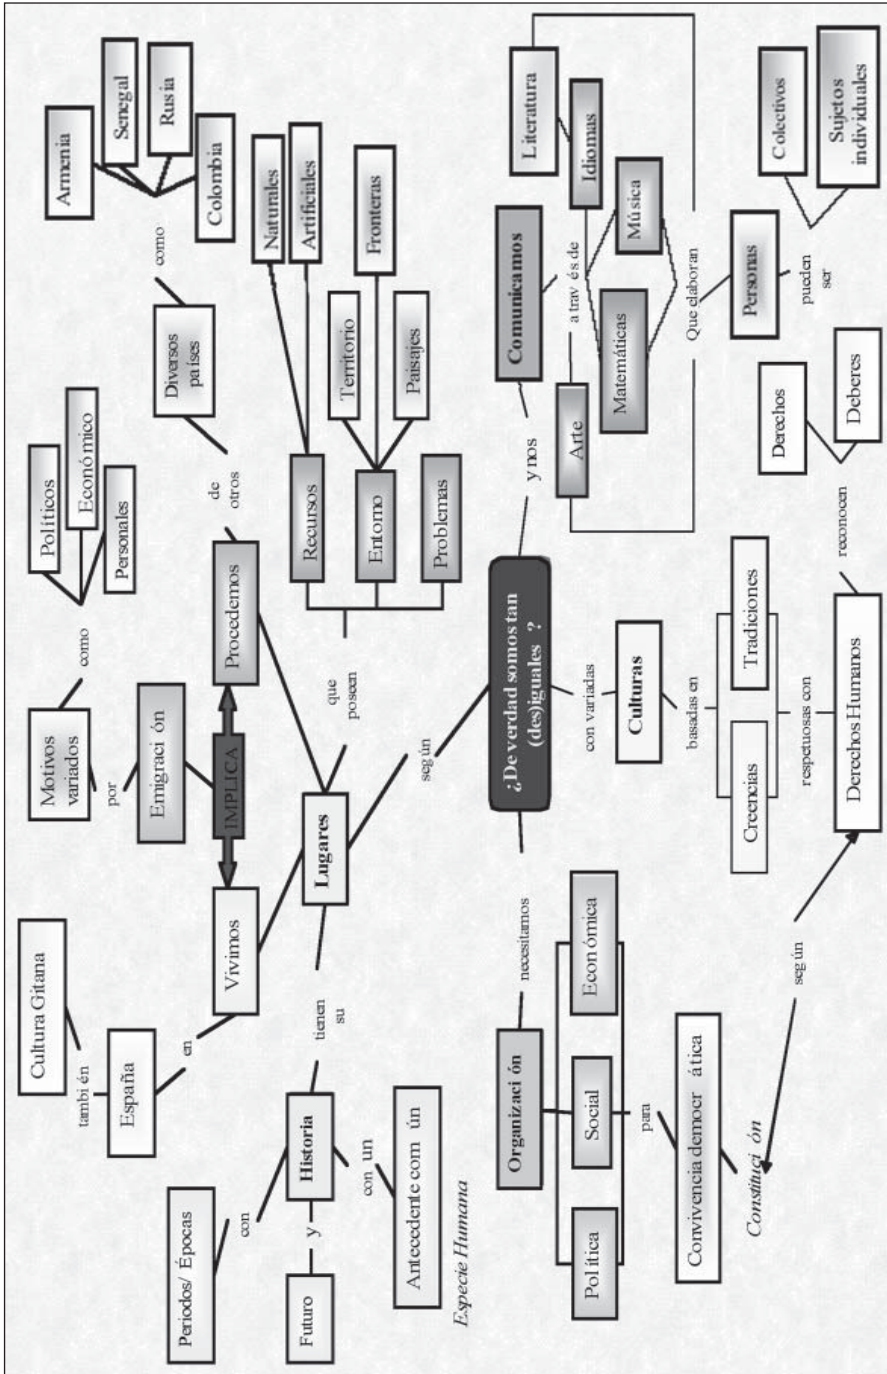 Cultura Gitana
también
España
en
Vivimos
Motivos
variados
como
Políticos
Económico
Personales
por
Emigración
IMPLICA
Procedemos
de
otros
Diversos
países
como
Armenia
Senegal
Rusia
Colombia
Periodos/ Épocas
con
Futuro
y
Historia
tienen
su
Lugares
con un
Antecedente común
Especie Humana
que
poseen
Recursos
Naturales
Artificiales
Entorno
Territorio
Fronteras
Paisajes
Problemas
según
¿De verdad somos tan
(des)iguales ?
necesitamos
Organización
Política
Social
Económica
para
Convivencia democrática
Constitución
según
con variadas
Culturas
basadas en
Creencias
Tradiciones
respetuosas con
Derechos Humanos
reconocen
Derechos
Deberes
y nos
Comunicamos
a través de
Arte
Matemáticas
Música
Idiomas
Literatura
Que elaboran
Personas
pueden
ser
Colectivos
Sujetos
individuales